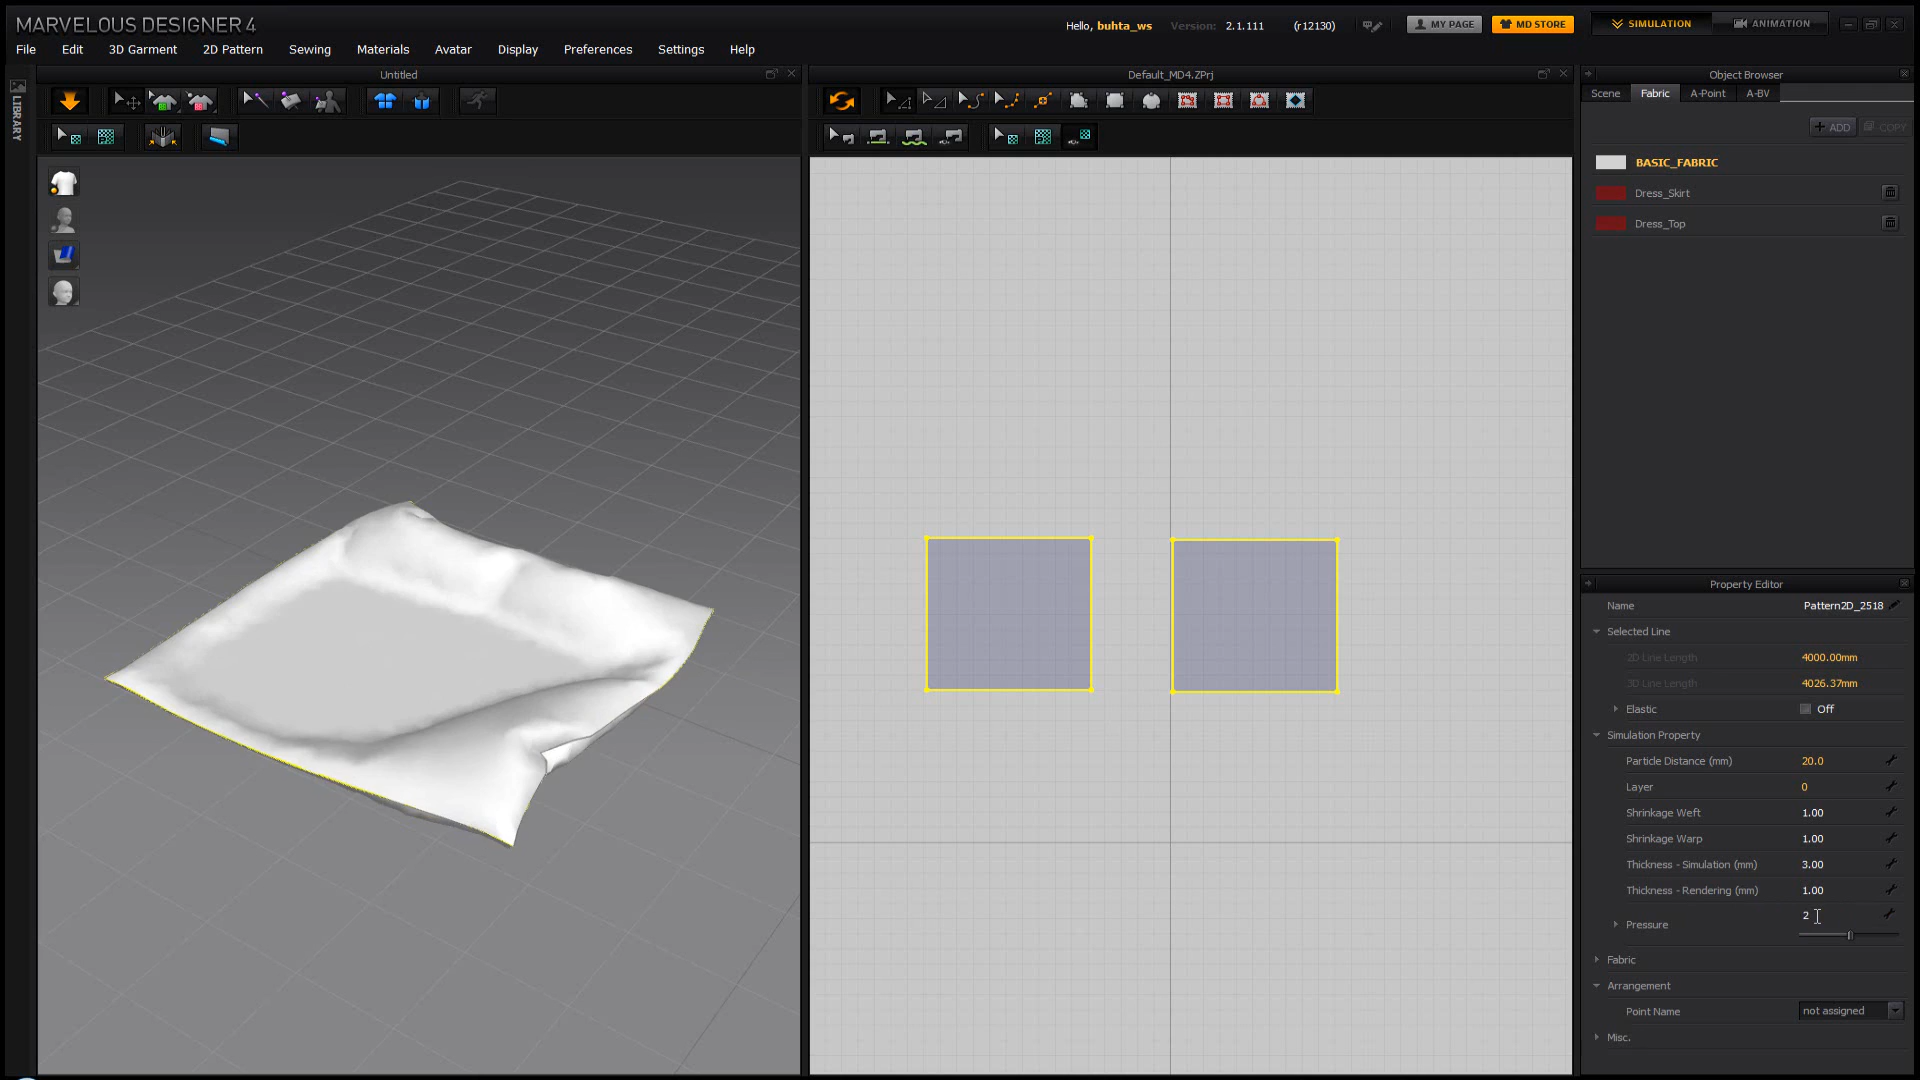 MARVELOUS DESIGNER 4
Hello, buhta_ws Version: 2.1.111 (r12130) MY PAGE MD STORE SIMULATION ANIMATION
File Edit 3D Garment 2D Pattern Sewing Materials Avatar Display Preferences Settings Help
Untitled
Default_MD4.ZPrj
Object Browser
LIBRARY
Scene Fabric A-Point A-BV
+ ADD COPY
BASIC_FABRIC
Dress_Skirt
Dress_Top
Property Editor
Name Pattern2D_2518
Selected Line
2D Line Length 4000.00mm
3D Line Length 4026.37mm
Elastic Off
Simulation Property
Particle Distance (mm) 20.0
Layer 0
Shrinkage Weft 1.00
Shrinkage Warp 1.00
Thickness - Simulation (mm) 3.00
Thickness - Rendering (mm) 1.00
Pressure 2
Fabric
Arrangement
Point Name not assigned
Misc.